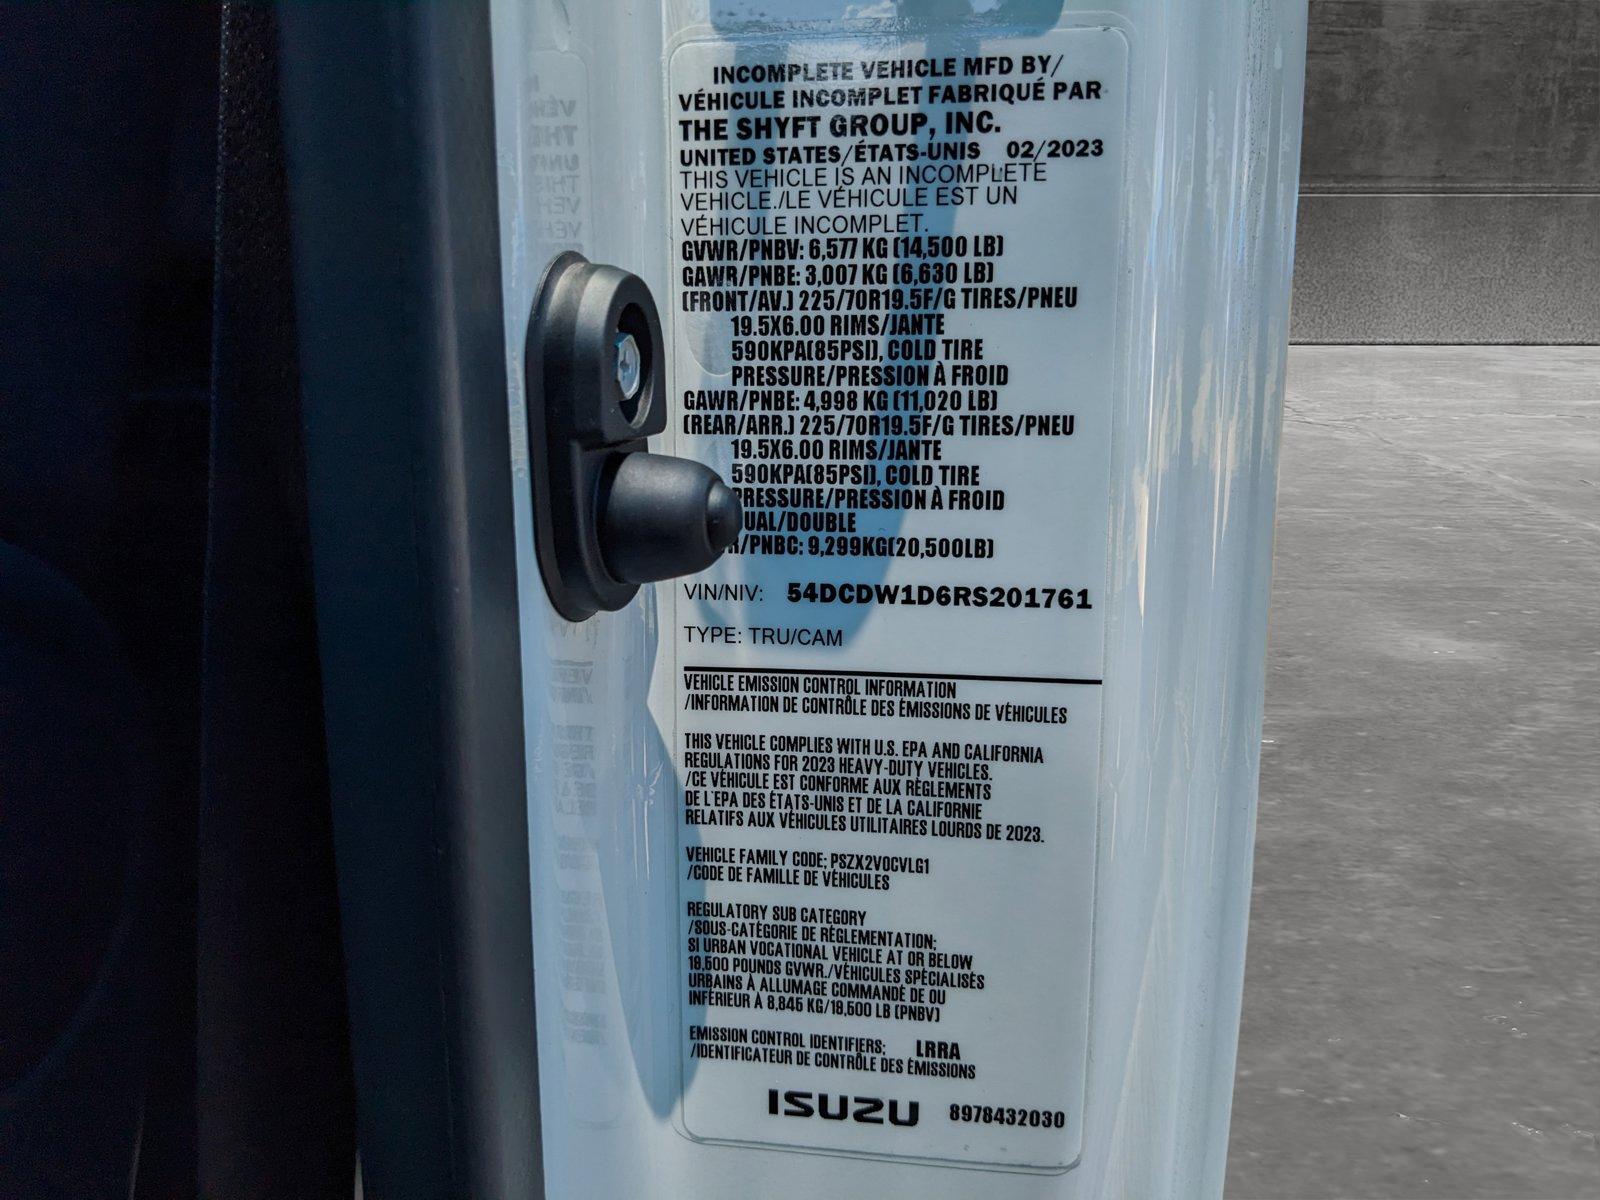 INCOMPLETE VEHICLE MFD BY/
VÉHICULE INCOMPLET FABRIQUÉ PAR
THE SHYFT GROUP, INC.
UNITED STATES/ÉTATS-UNIS 02/2023
THIS VEHICLE IS AN INCOMPLETE
VEHICLE./LE VÉHICULE EST UN
VÉHICULE INCOMPLET.
GVWR/PNBV: 6,577 KG (14,500 LB)
GAWR/PNBE: 3,007 KG (6,630 LB)
(FRONT/AV.) 225/70R19.5F/G TIRES/PNEU
19.5X6.00 RIMS/JANTE
590KPA(85PSI), COLD TIRE
PRESSURE/PRESSION À FROID
GAWR/PNBE: 4,998 KG (11,020 LB)
(REAR/ARR.) 225/70R19.5F/G TIRES/PNEU
19.5X6.00 RIMS/JANTE
590KPA(85PSI), COLD TIRE
PRESSURE/PRESSION À FROID
UAL/DOUBLE
R/PNBC: 9,299KG(20,500LB)
VIN/NIV: 54DCDW1D6RS201761
TYPE: TRU/CAM
VEHICLE EMISSION CONTROL INFORMATION
/INFORMATION DE CONTRÔLE DES ÉMISSIONS DE VÉHICULES
THIS VEHICLE COMPLIES WITH U.S. EPA AND CALIFORNIA
REGULATIONS FOR 2023 HEAVY-DUTY VEHICLES.
/CE VÉHICULE EST CONFORME AUX RÈGLEMENTS
DE L'EPA DES ÉTATS-UNIS ET DE LA CALIFORNIE
RELATIFS AUX VÉHICULES UTILITAIRES LOURDS DE 2023.
VEHICLE FAMILY CODE: PSZX2VOCVLG1
/CODE DE FAMILLE DE VÉHICULES
REGULATORY SUB CATEGORY
/SOUS-CATÉGORIE DE RÉGLEMENTATION:
SI URBAN VOCATIONAL VEHICLE AT OR BELOW
19,500 POUNDS GVWR./VÉHICULES SPÉCIALISÉS
URBAINS À ALLUMAGE COMMANDÉ DE OU
INFÉRIEUR À 8,845 KG/19,500 LB (PNBV)
EMISSION CONTROL IDENTIFIERS: LRRA
/IDENTIFICATEUR DE CONTRÔLE DES ÉMISSIONS
ISUZU 8978432030